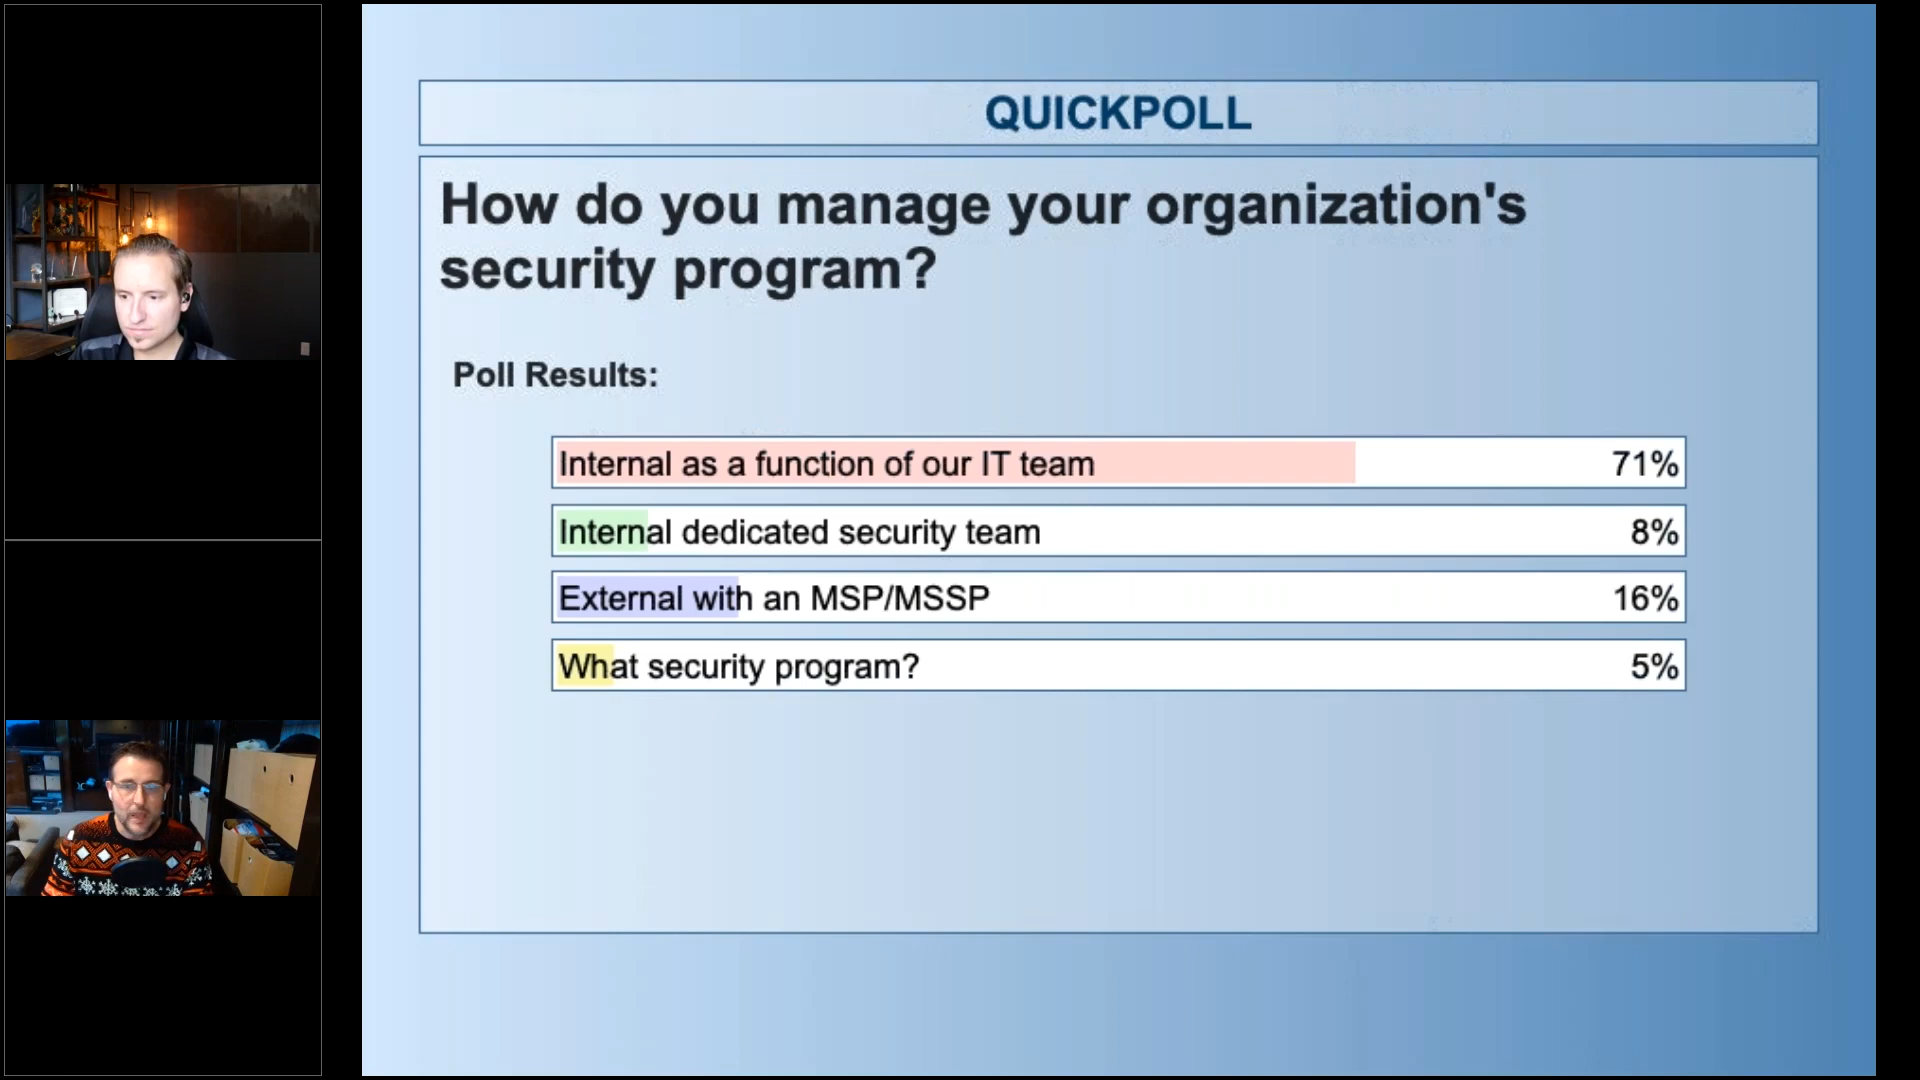 QUICKPOLL
How do you manage your organization's
security program?
Poll Results:
Internal as a function of our IT team 71%
Internal dedicated security team 8%
External with an MSP/MSSP 16%
What security program? 5%